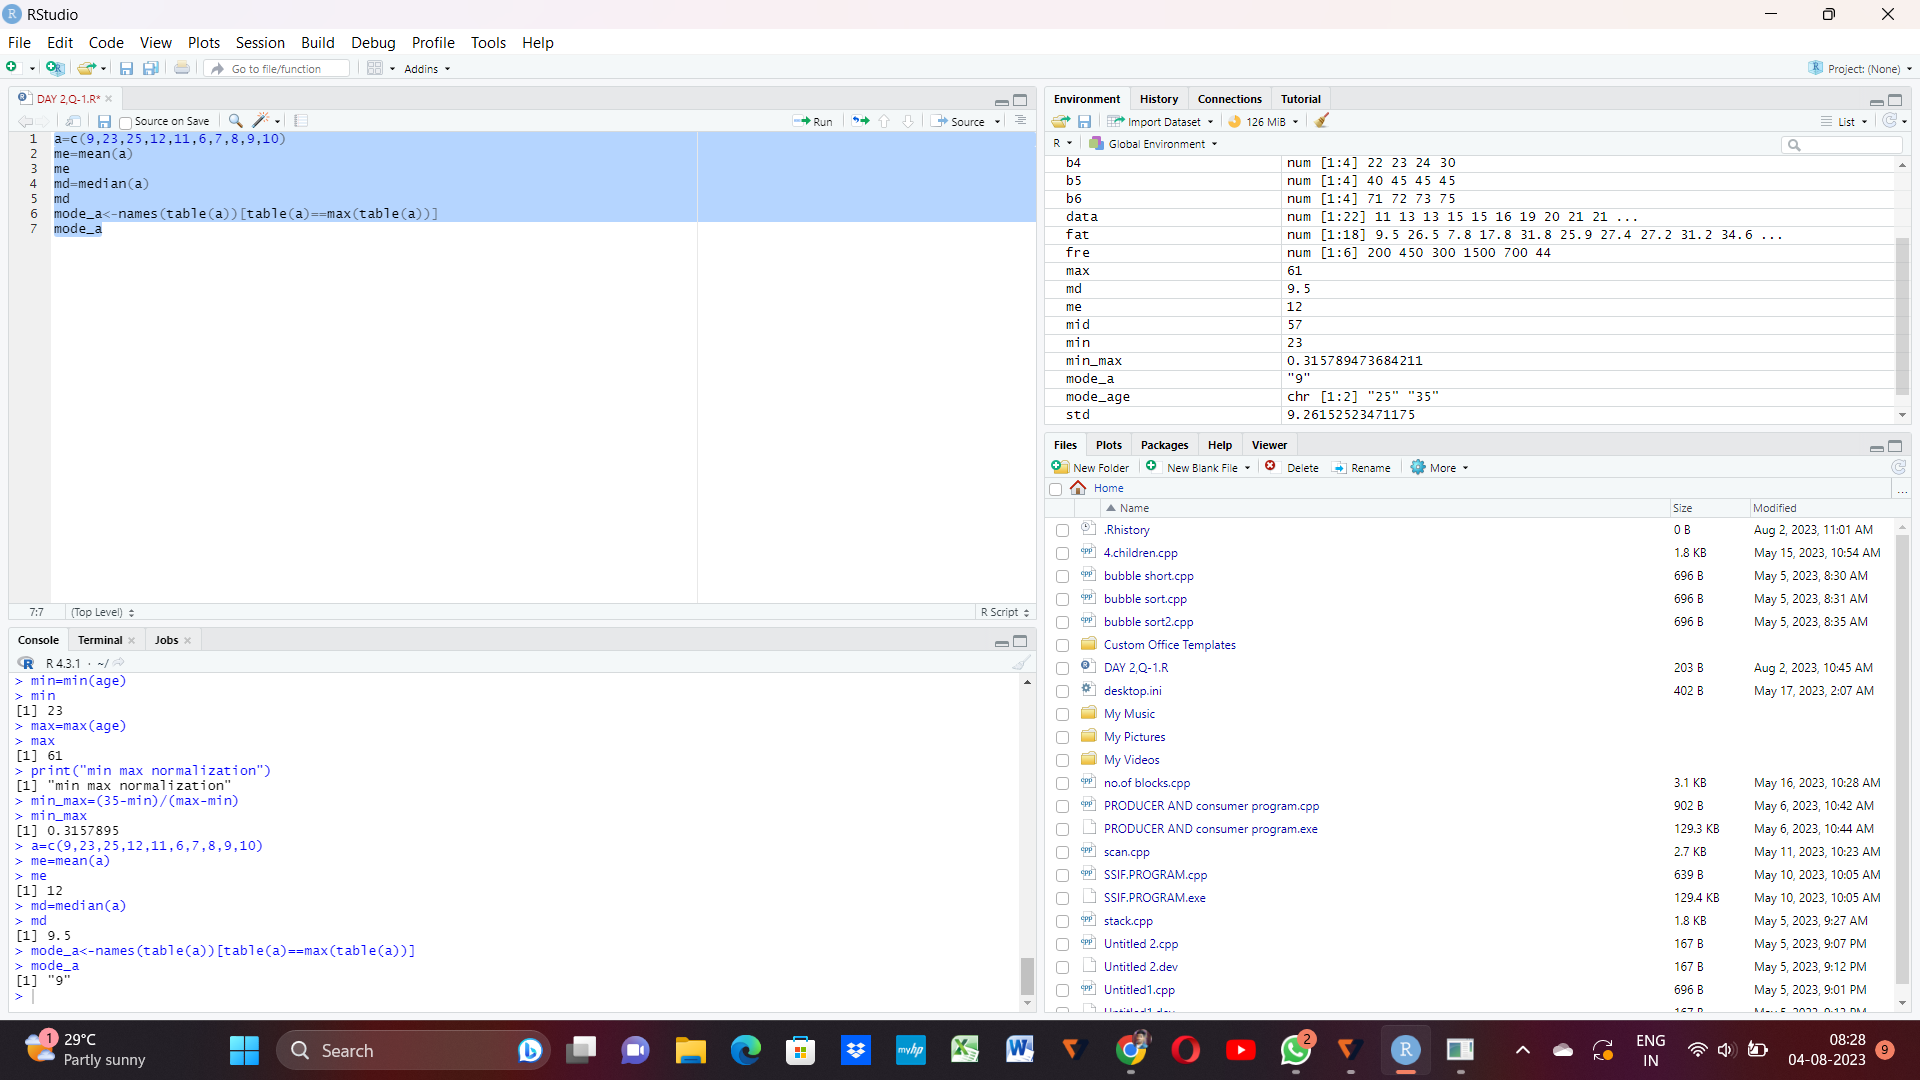 RStudio
File Edit Code View Plots Session Build Debug Profile Tools Help
Go to file/function Addins Project: (None)
DAY 2,Q-1.R*
Source on Save Run Source
1 a=c(9,23,25,12,11,6,7,8,9,10)
2 me=mean(a)
3 me
4 md=median(a)
5 md
6 mode_a<-names(table(a))[table(a)==max(table(a))]
7 mode_a
7:7 (Top Level) R Script
Console Terminal Jobs
R 4.3.1 · ~/
> min=min(age)
> min
[1] 23
> max=max(age)
> max
[1] 61
> print("min max normalization")
[1] "min max normalization"
> min_max=(35-min)/(max-min)
> min_max
[1] 0.3157895
> a=c(9,23,25,12,11,6,7,8,9,10)
> me=mean(a)
> me
[1] 12
> md=median(a)
> md
[1] 9.5
> mode_a<-names(table(a))[table(a)==max(table(a))]
> mode_a
[1] "9"
>
Environment History Connections Tutorial
Import Dataset 126 MiB List
R Global Environment
b4 num [1:4] 22 23 24 30
b5 num [1:4] 40 45 45 45
b6 num [1:4] 71 72 73 75
data num [1:22] 11 13 13 15 15 16 19 20 21 21 ...
fat num [1:18] 9.5 26.5 7.8 17.8 31.8 25.9 27.4 27.2 31.2 34.6 ...
fre num [1:6] 200 450 300 1500 700 44
max 61
md 9.5
me 12
mid 57
min 23
min_max 0.315789473684211
mode_a "9"
mode_age chr [1:2] "25" "35"
std 9.26152523471175
Files Plots Packages Help Viewer
New Folder New Blank File Delete Rename More
Home ...
Name Size Modified
.Rhistory 0 B Aug 2, 2023, 11:01 AM
4.children.cpp 1.8 KB May 15, 2023, 10:54 AM
bubble short.cpp 696 B May 5, 2023, 8:30 AM
bubble sort.cpp 696 B May 5, 2023, 8:31 AM
bubble sort2.cpp 696 B May 5, 2023, 8:35 AM
Custom Office Templates
DAY 2,Q-1.R 203 B Aug 2, 2023, 10:45 AM
desktop.ini 402 B May 17, 2023, 2:07 AM
My Music
My Pictures
My Videos
no.of blocks.cpp 3.1 KB May 16, 2023, 10:28 AM
PRODUCER AND consumer program.cpp 902 B May 6, 2023, 10:42 AM
PRODUCER AND consumer program.exe 129.3 KB May 6, 2023, 10:44 AM
scan.cpp 2.7 KB May 11, 2023, 10:23 AM
SSIF.PROGRAM.cpp 639 B May 10, 2023, 10:05 AM
SSIF.PROGRAM.exe 129.4 KB May 10, 2023, 10:05 AM
stack.cpp 1.8 KB May 5, 2023, 9:27 AM
Untitled 2.cpp 167 B May 5, 2023, 9:07 PM
Untitled 2.dev 167 B May 5, 2023, 9:12 PM
Untitled1.cpp 696 B May 5, 2023, 9:01 PM
1 29°C
Partly sunny
Search
myhp
2
ENG
IN
08:28
04-08-2023
9